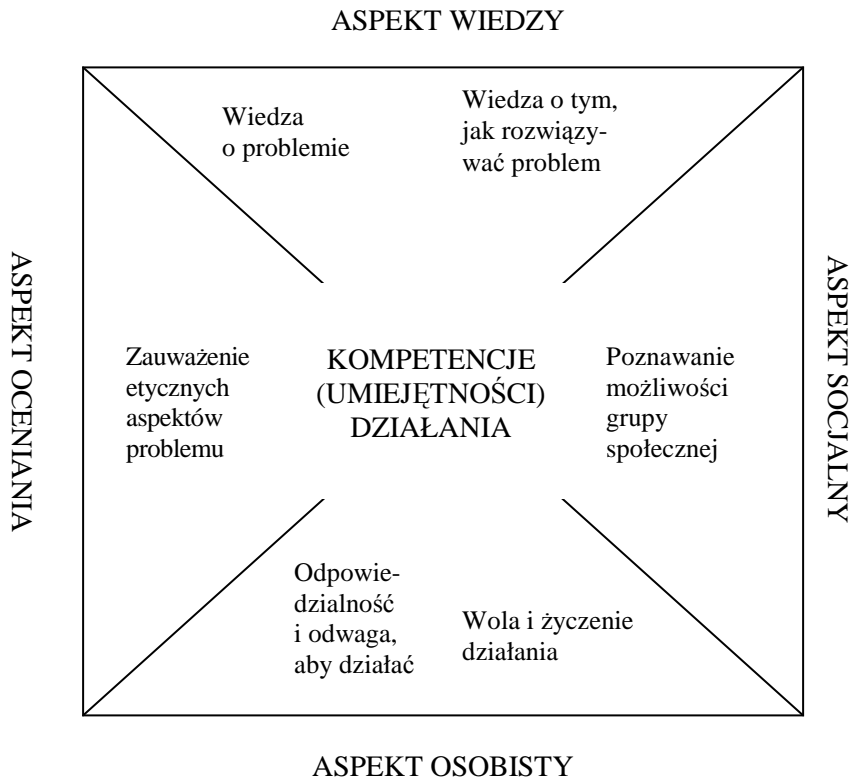 ASPEKT WIEDZY
Wiedza
o problemie
Wiedza o tym,
jak rozwiązy-
wać problem
ASPEKT OCENIANIA
Zauważenie
etycznych
aspektów
problemu
KOMPETENCJE
(UMIEJĘTNOŚCI)
DZIAŁANIA
Poznawanie
możliwości
grupy
społecznej
ASPEKT SOCJALNY
Odpowie-
dzialność
i odwaga,
aby działać
Wola i życzenie
działania
ASPEKT OSOBISTY